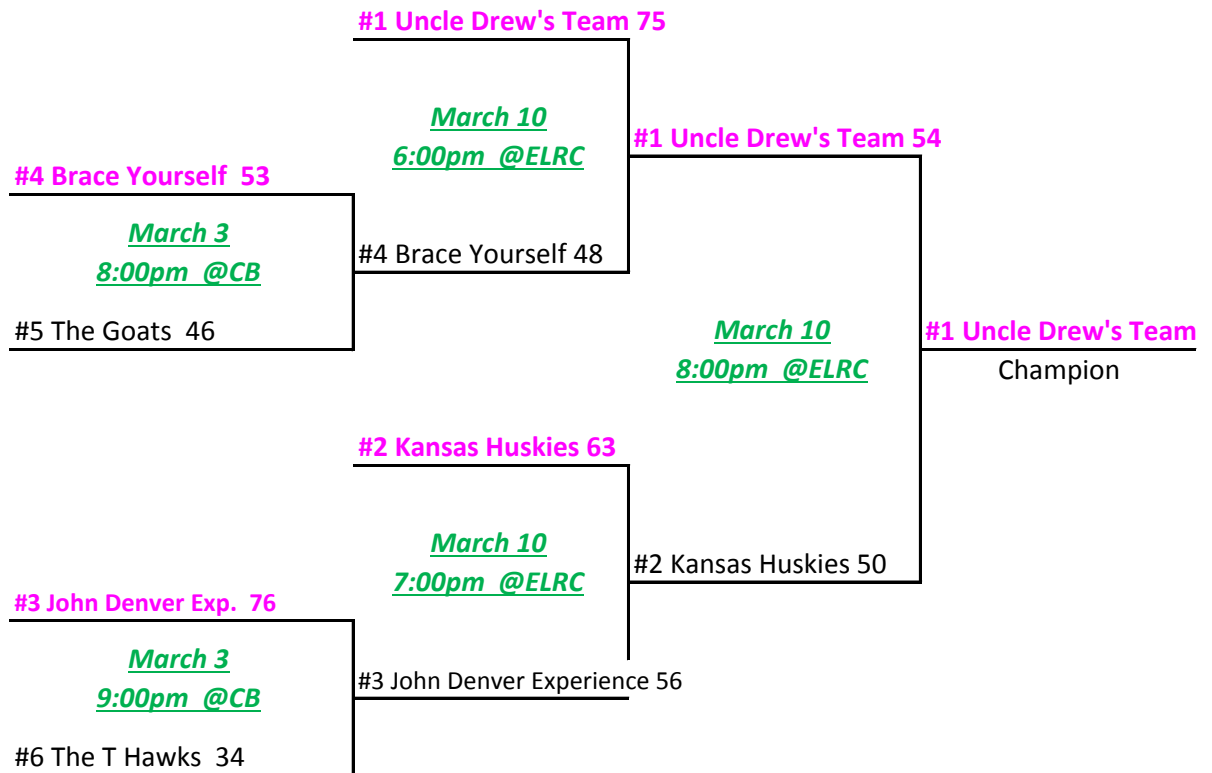 #1 Uncle Drew's Team 75
March 10
6:00pm @ELRC
#1 Uncle Drew's Team 54
#4 Brace Yourself 53
March 3
8:00pm @CB
#4 Brace Yourself 48
#5 The Goats 46
March 10
8:00pm @ELRC
#1 Uncle Drew's Team
Champion
#2 Kansas Huskies 63
March 10
7:00pm @ELRC
#2 Kansas Huskies 50
#3 John Denver Exp. 76
March 3
9:00pm @CB
#3 John Denver Experience 56
#6 The T Hawks 34